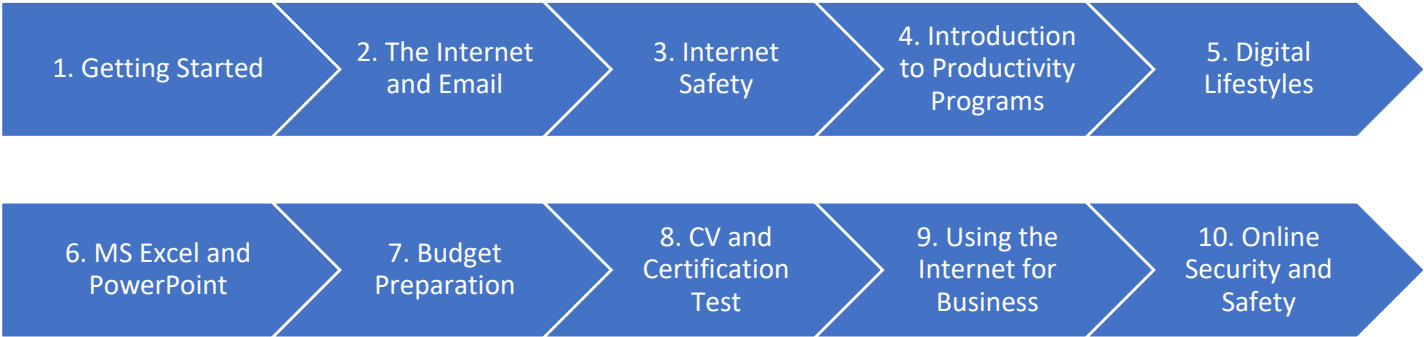 1. Getting Started
2. The Internet
and Email
3. Internet
Safety
4. Introduction
to Productivity
Programs
5. Digital
Lifestyles
6. MS Excel and
PowerPoint
7. Budget
Preparation
8. CV and
Certification
Test
9. Using the
Internet for
Business
10. Online
Security and
Safety